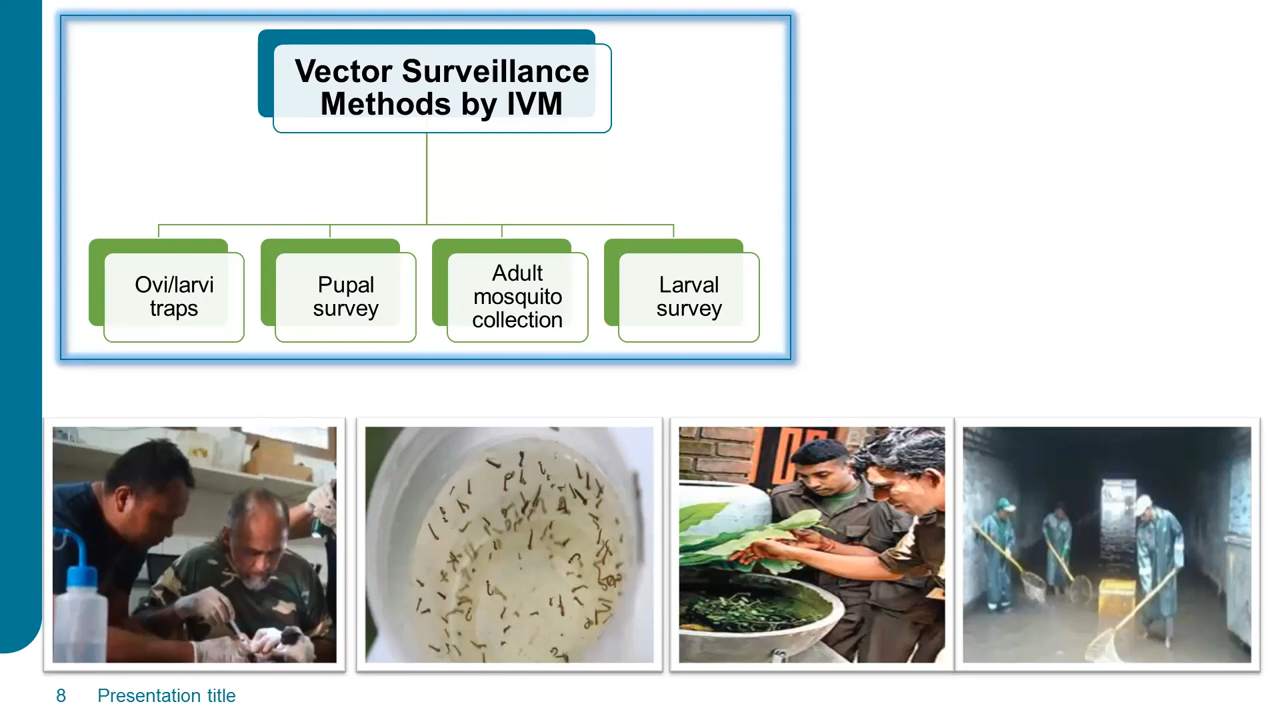 Vector Surveillance
Methods by IVM
Ovi/larvi
traps
Pupal
survey
Adult
mosquito
collection
Larval
survey
8 Presentation title